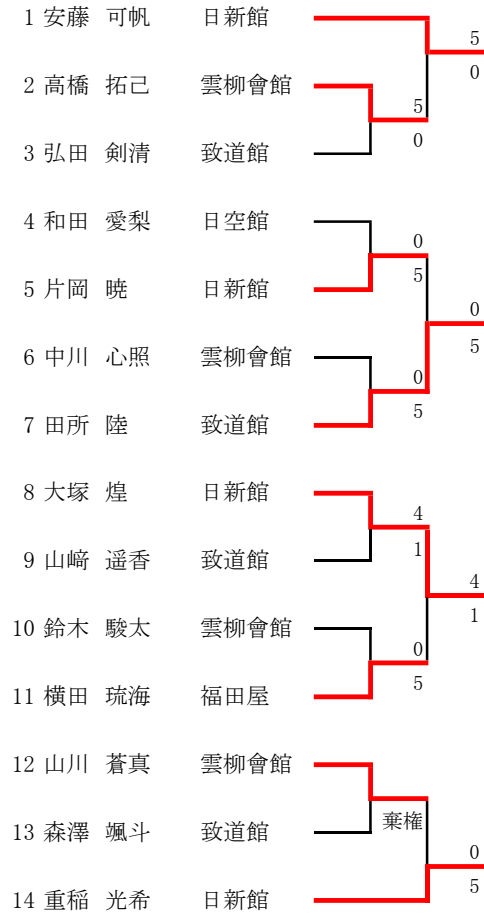 1 安藤 可帆 日新館
5
0
2 高橋 拓己 雲柳會館
5
0
3 弘田 剣清 致道館
4 和田 愛梨 日空館
0
5
5 片岡 暁 日新館
0
5
6 中川 心照 雲柳會館
0
5
7 田所 陸 致道館
8 大塚 煌 日新館
4
1
9 山﨑 遥香 致道館
4
1
10 鈴木 駿太 雲柳會館
0
5
11 横田 琉海 福田屋
12 山川 蒼真 雲柳會館
棄権
13 森澤 颯斗 致道館
0
5
14 重稲 光希 日新館